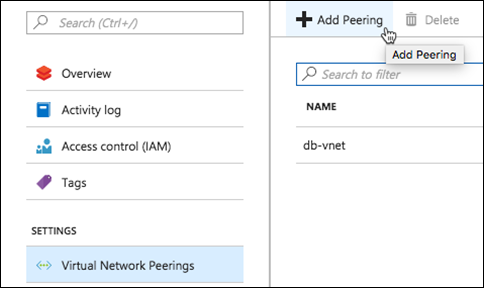 Search (Ctrl+/)
Overview
Activity log
Access control (IAM)
Tags
SETTINGS
Virtual Network Peerings
Add Peering
Delete
Add Peering
Search to filter
NAME
db-vnet